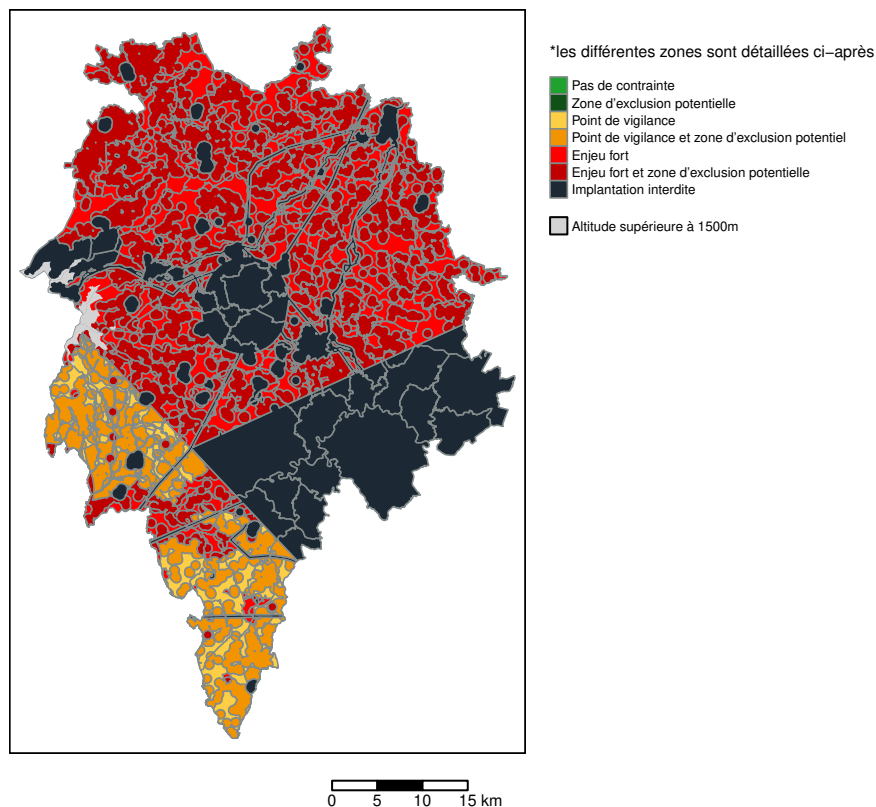 *les différentes zones sont détaillées ci−après
Pas de contrainte
Zone d'exclusion potentielle
Point de vigilance
Point de vigilance et zone d'exclusion potentiel
Enjeu fort
Enjeu fort et zone d'exclusion potentielle
Implantation interdite
Altitude supérieure à 1500m
0 5 10 15 km